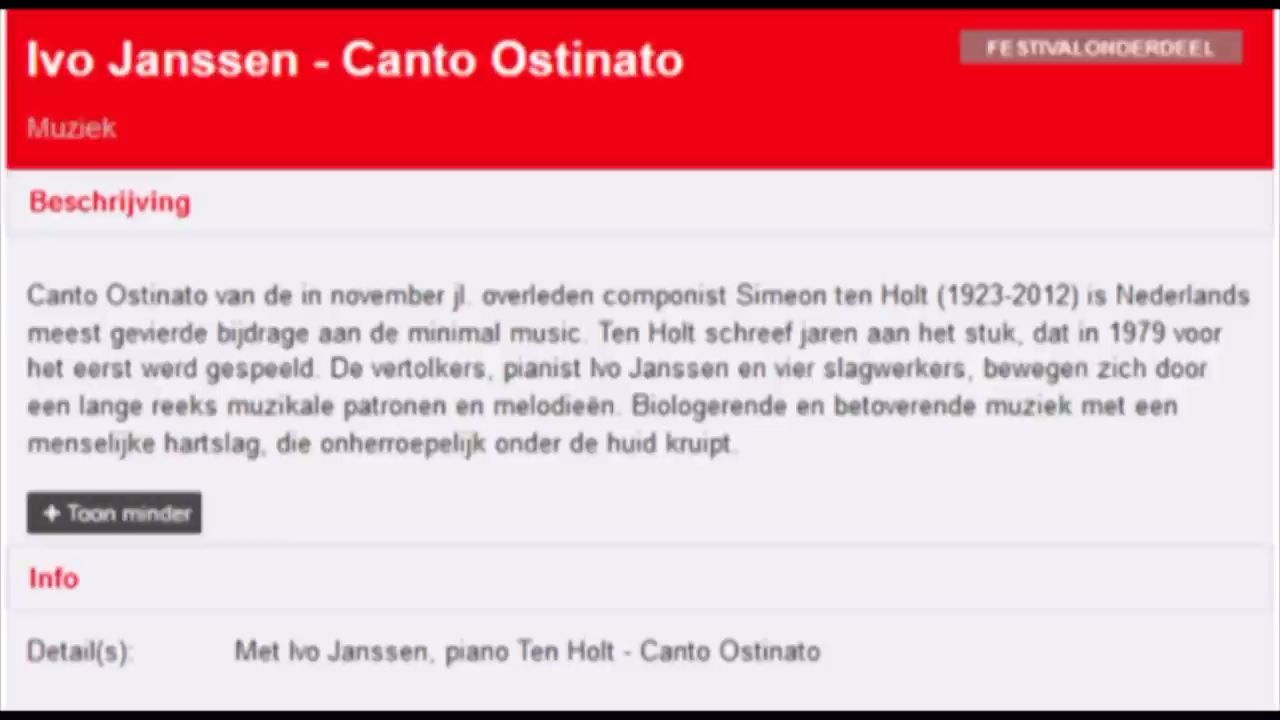 Ivo Janssen - Canto Ostinato
FESTIVALONDERDEEL
Muziek
Beschrijving
Canto Ostinato van de in november jl. overleden componist Simeon ten Holt (1923-2012) is Nederlands
meest gevierde bijdrage aan de minimal music. Ten Holt schreef jaren aan het stuk, dat in 1979 voor
het eerst werd gespeeld. De vertolkers, pianist Ivo Janssen en vier slagwerkers, bewegen zich door
een lange reeks muzikale patronen en melodieën. Biologerende en betoverende muziek met een
menselijke hartslag, die onherroepelijk onder de huid kruipt.
+ Toon minder
Info
Detail(s): Met Ivo Janssen, piano Ten Holt - Canto Ostinato